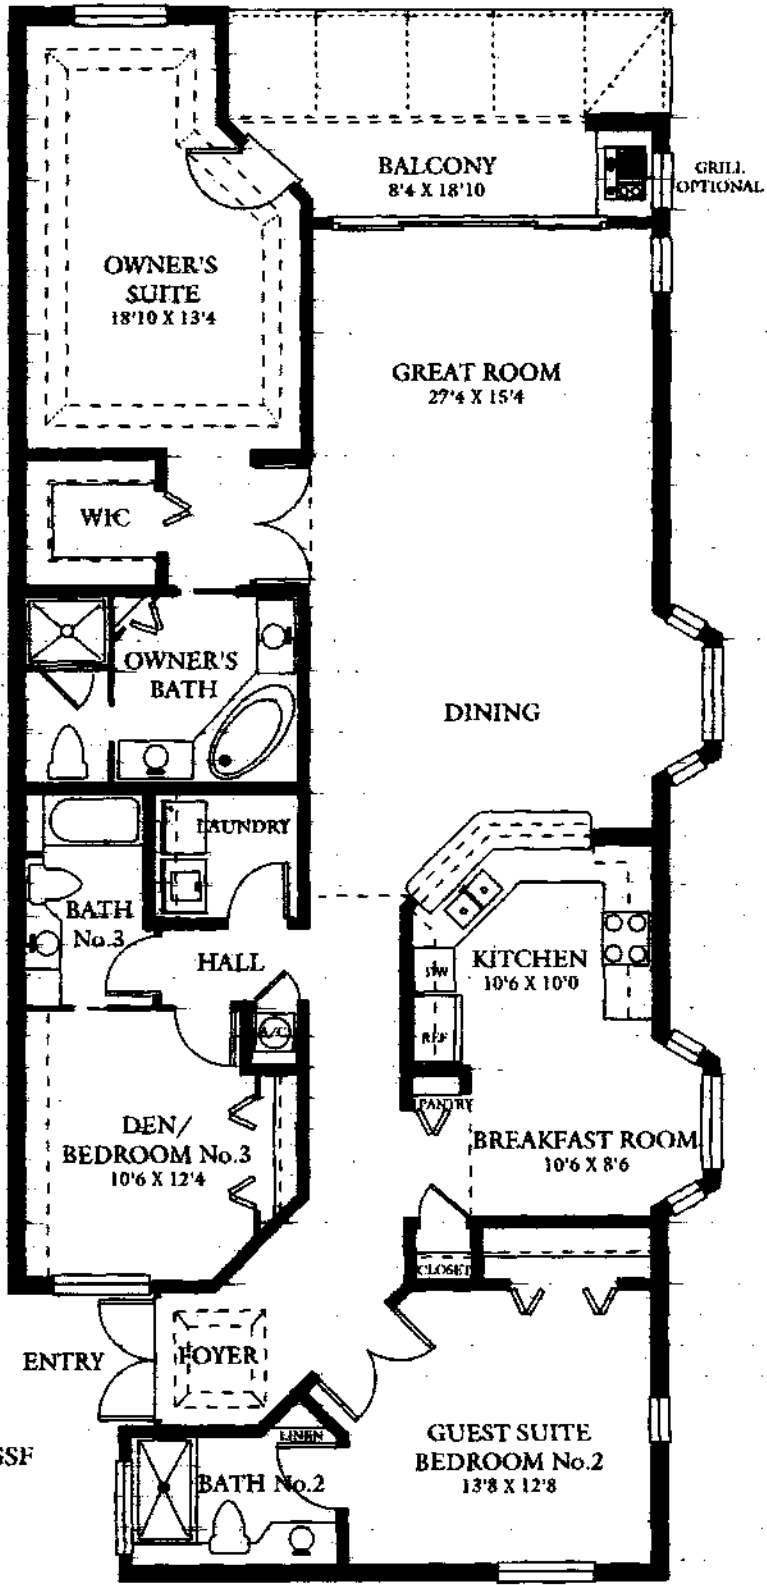 BALCONY
8'4 X 18'10
GRILL
OPTIONAL
OWNER'S
SUITE
18'10 X 13'4
GREAT ROOM
27'4 X 15'4
WIC
OWNER'S
BATH
DINING
LAUNDRY
BATH
No.3
HALL
KITCHEN
10'6 X 10'0
D/W
REF
A/C
PANTRY
DEN/
BEDROOM No.3
10'6 X 12'4
BREAKFAST ROOM
10'6 X 8'6
CLOSET
ENTRY
FOYER
LINEN
GUEST SUITE
BEDROOM No.2
13'8 X 12'8
BATH No.2